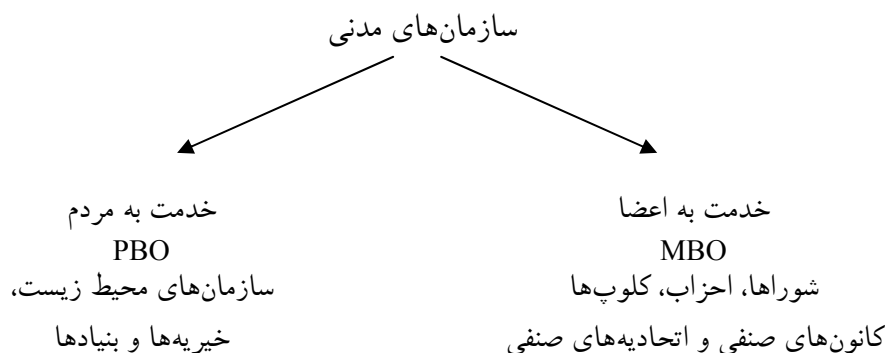 سازمان‌های مدنی
خدمت به اعضا
MBO
شوراها، احزاب، کلوپ‌ها
کانون‌های صنفی و اتحادیه‌های صنفی
خدمت به مردم
PBO
سازمان‌های محیط زیست،
خیریه‌ها و بنیادها